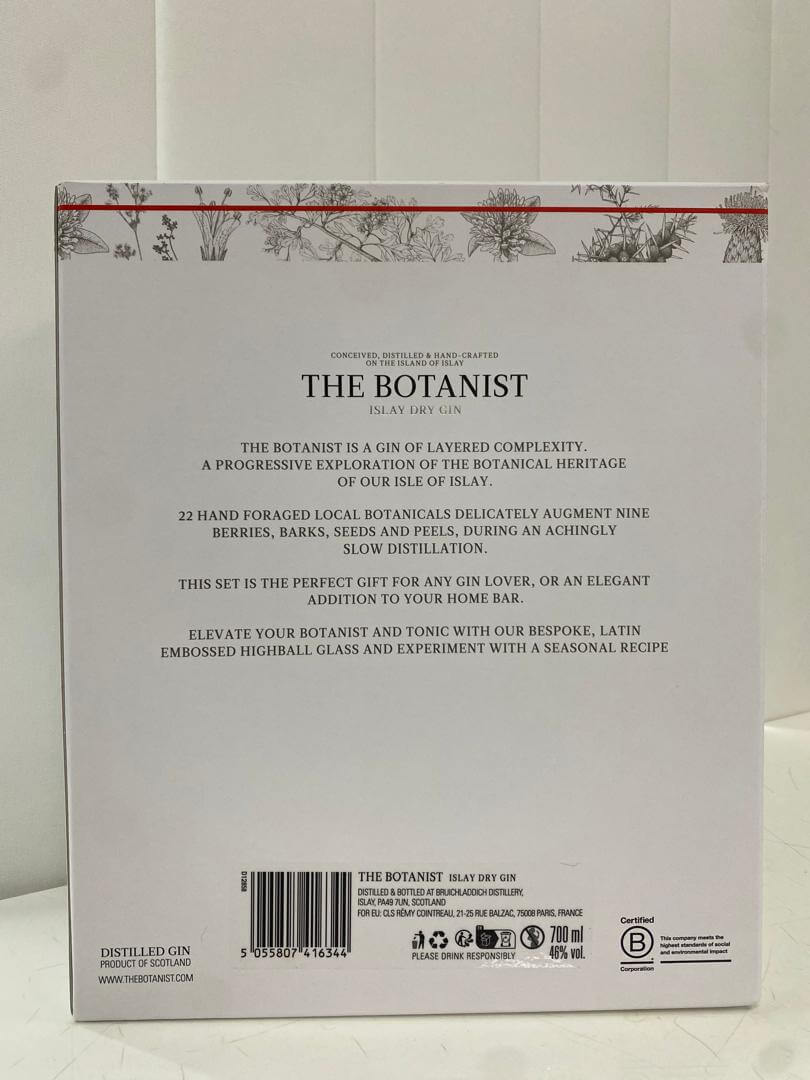 CONCEIVED, DISTILLED & HAND-CRAFTED
ON THE ISLAND OF ISLAY
THE BOTANIST
ISLAY DRY GIN
THE BOTANIST IS A GIN OF LAYERED COMPLEXITY.
A PROGRESSIVE EXPLORATION OF THE BOTANICAL HERITAGE
OF OUR ISLE OF ISLAY.
22 HAND FORAGED LOCAL BOTANICALS DELICATELY AUGMENT NINE
BERRIES, BARKS, SEEDS AND PEELS, DURING AN ACHINGLY
SLOW DISTILLATION.
THIS SET IS THE PERFECT GIFT FOR ANY GIN LOVER, OR AN ELEGANT
ADDITION TO YOUR HOME BAR.
ELEVATE YOUR BOTANIST AND TONIC WITH OUR BESPOKE, LATIN
EMBOSSED HIGHBALL GLASS AND EXPERIMENT WITH A SEASONAL RECIPE
DISTILLED GIN
PRODUCT OF SCOTLAND
WWW.THEBOTANIST.COM
D12658
5 055807 416344
THE BOTANIST ISLAY DRY GIN
DISTILLED & BOTTLED AT BRUICHLADDICH DISTILLERY,
ISLAY, PA49 7UN, SCOTLAND
FOR EU: CLS RÉMY COINTREAU, 21-25 RUE BALZAC, 75008 PARIS, FRANCE
700 ml
46% vol.
PLEASE DRINK RESPONSIBLY
Certified
B
Corporation
This company meets the
highest standards of social
and environmental impact